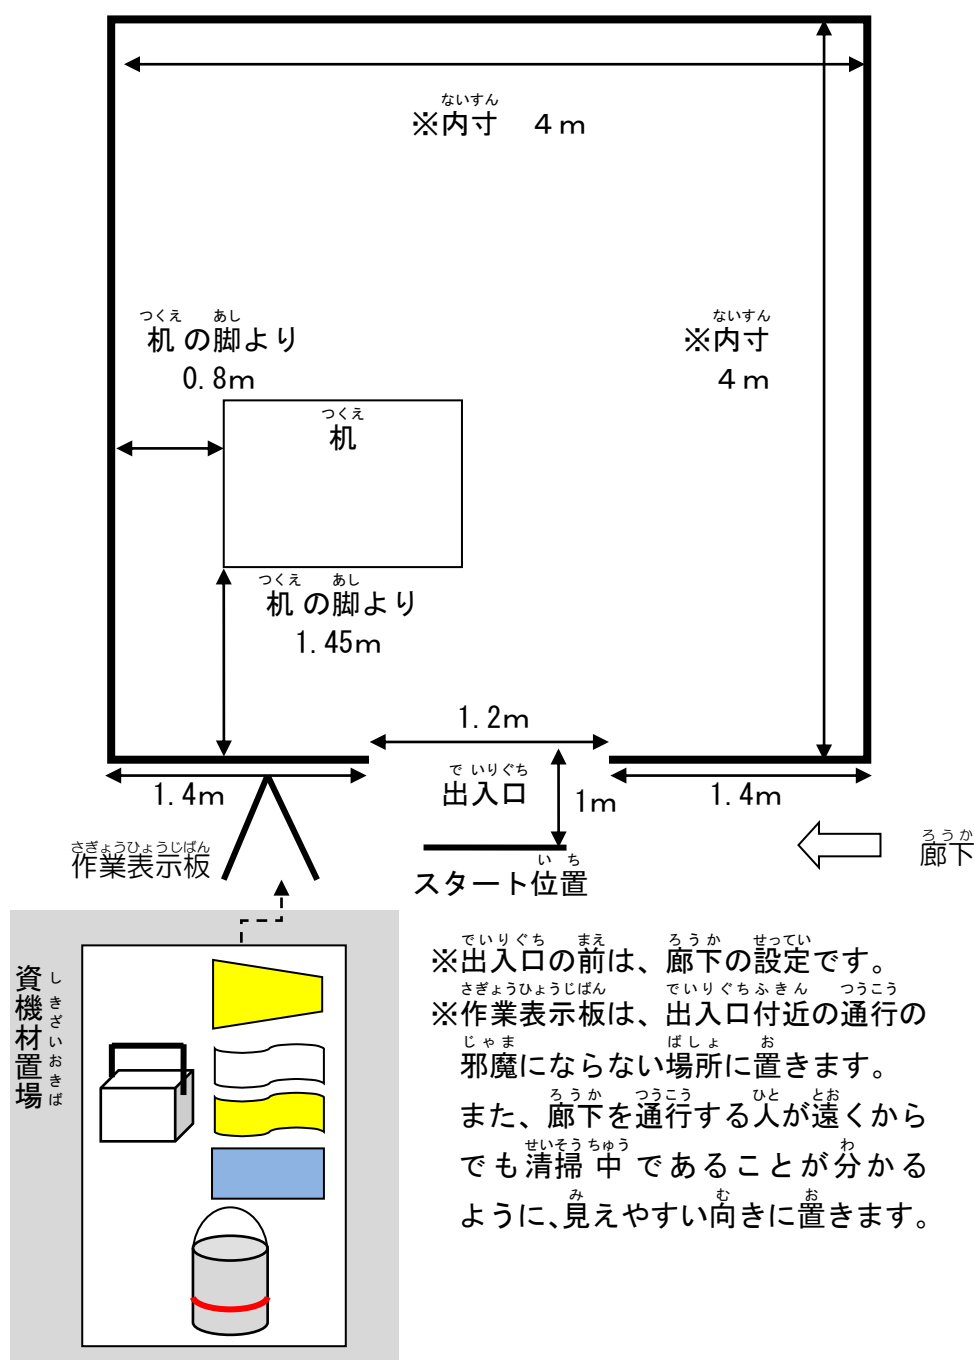 ないすん
※内寸　４ｍ
つくえ　あし
机の脚より
0.8ｍ
ないすん
※内寸
４ｍ
つくえ
机
つくえ　あし
机の脚より
1.45ｍ
1.2ｍ
でいりぐち
出入口
1ｍ
1.4ｍ
1.4ｍ
さぎょうひょうじばん
作業表示板
いち
スタート位置
ろうか
廊下
資機材置場
しきざいおきば
でいりぐち　まえ　ろうか　せってい
※出入口の前は、廊下の設定です。
さぎょうひょうじばん　でいりぐちふきん　つうこう
※作業表示板は、出入口付近の通行の
じゃま　ばしょ　お
邪魔にならない場所に置きます。
ろうか　つうこう　ひと　とお
また、廊下を通行する人が遠くから
せいそうちゅう　わ
でも清掃中であることが分かる
み　む　お
ように、見えやすい向きに置きます。